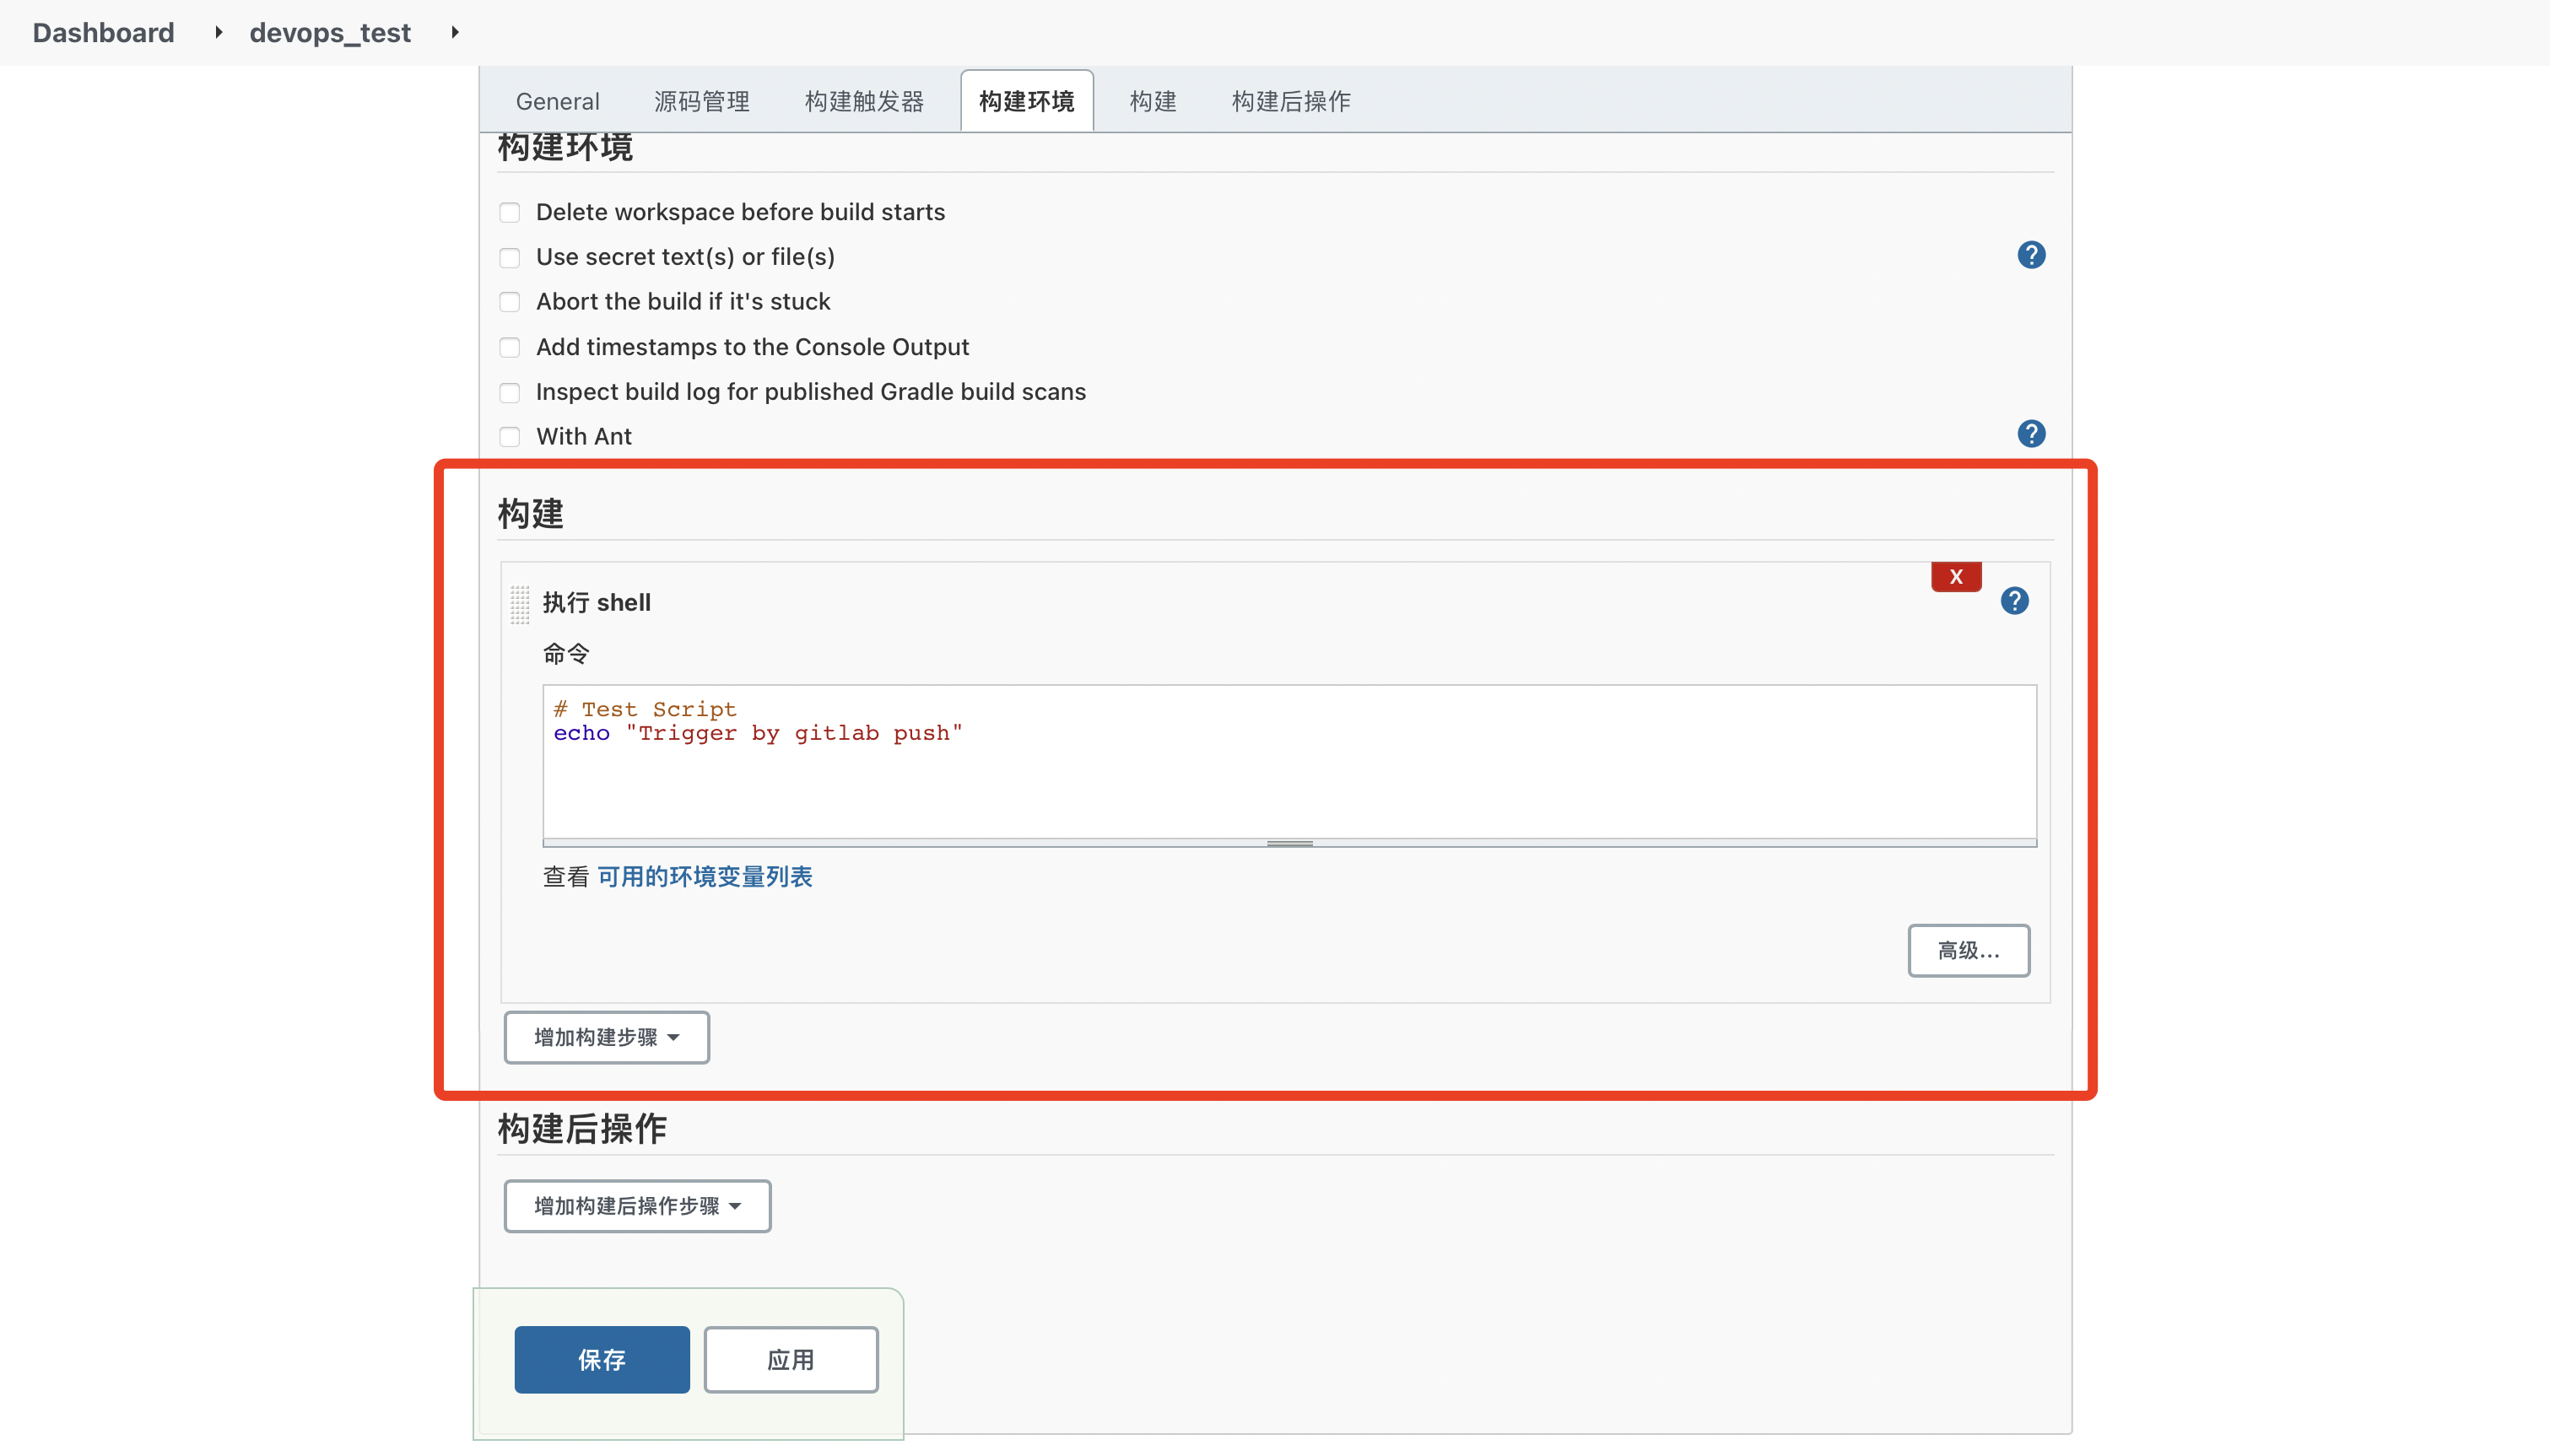 Dashboard devops_test
General 源码管理 构建触发器 构建环境 构建 构建后操作
构建环境
Delete workspace before build starts
Use secret text(s) or file(s)
?
Abort the build if it's stuck
Add timestamps to the Console Output
Inspect build log for published Gradle build scans
With Ant
?
构建
X
执行 shell
?
命令
# Test Script
echo "Trigger by gitlab push"
查看 可用的环境变量列表
高级...
增加构建步骤
构建后操作
增加构建后操作步骤
保存 应用